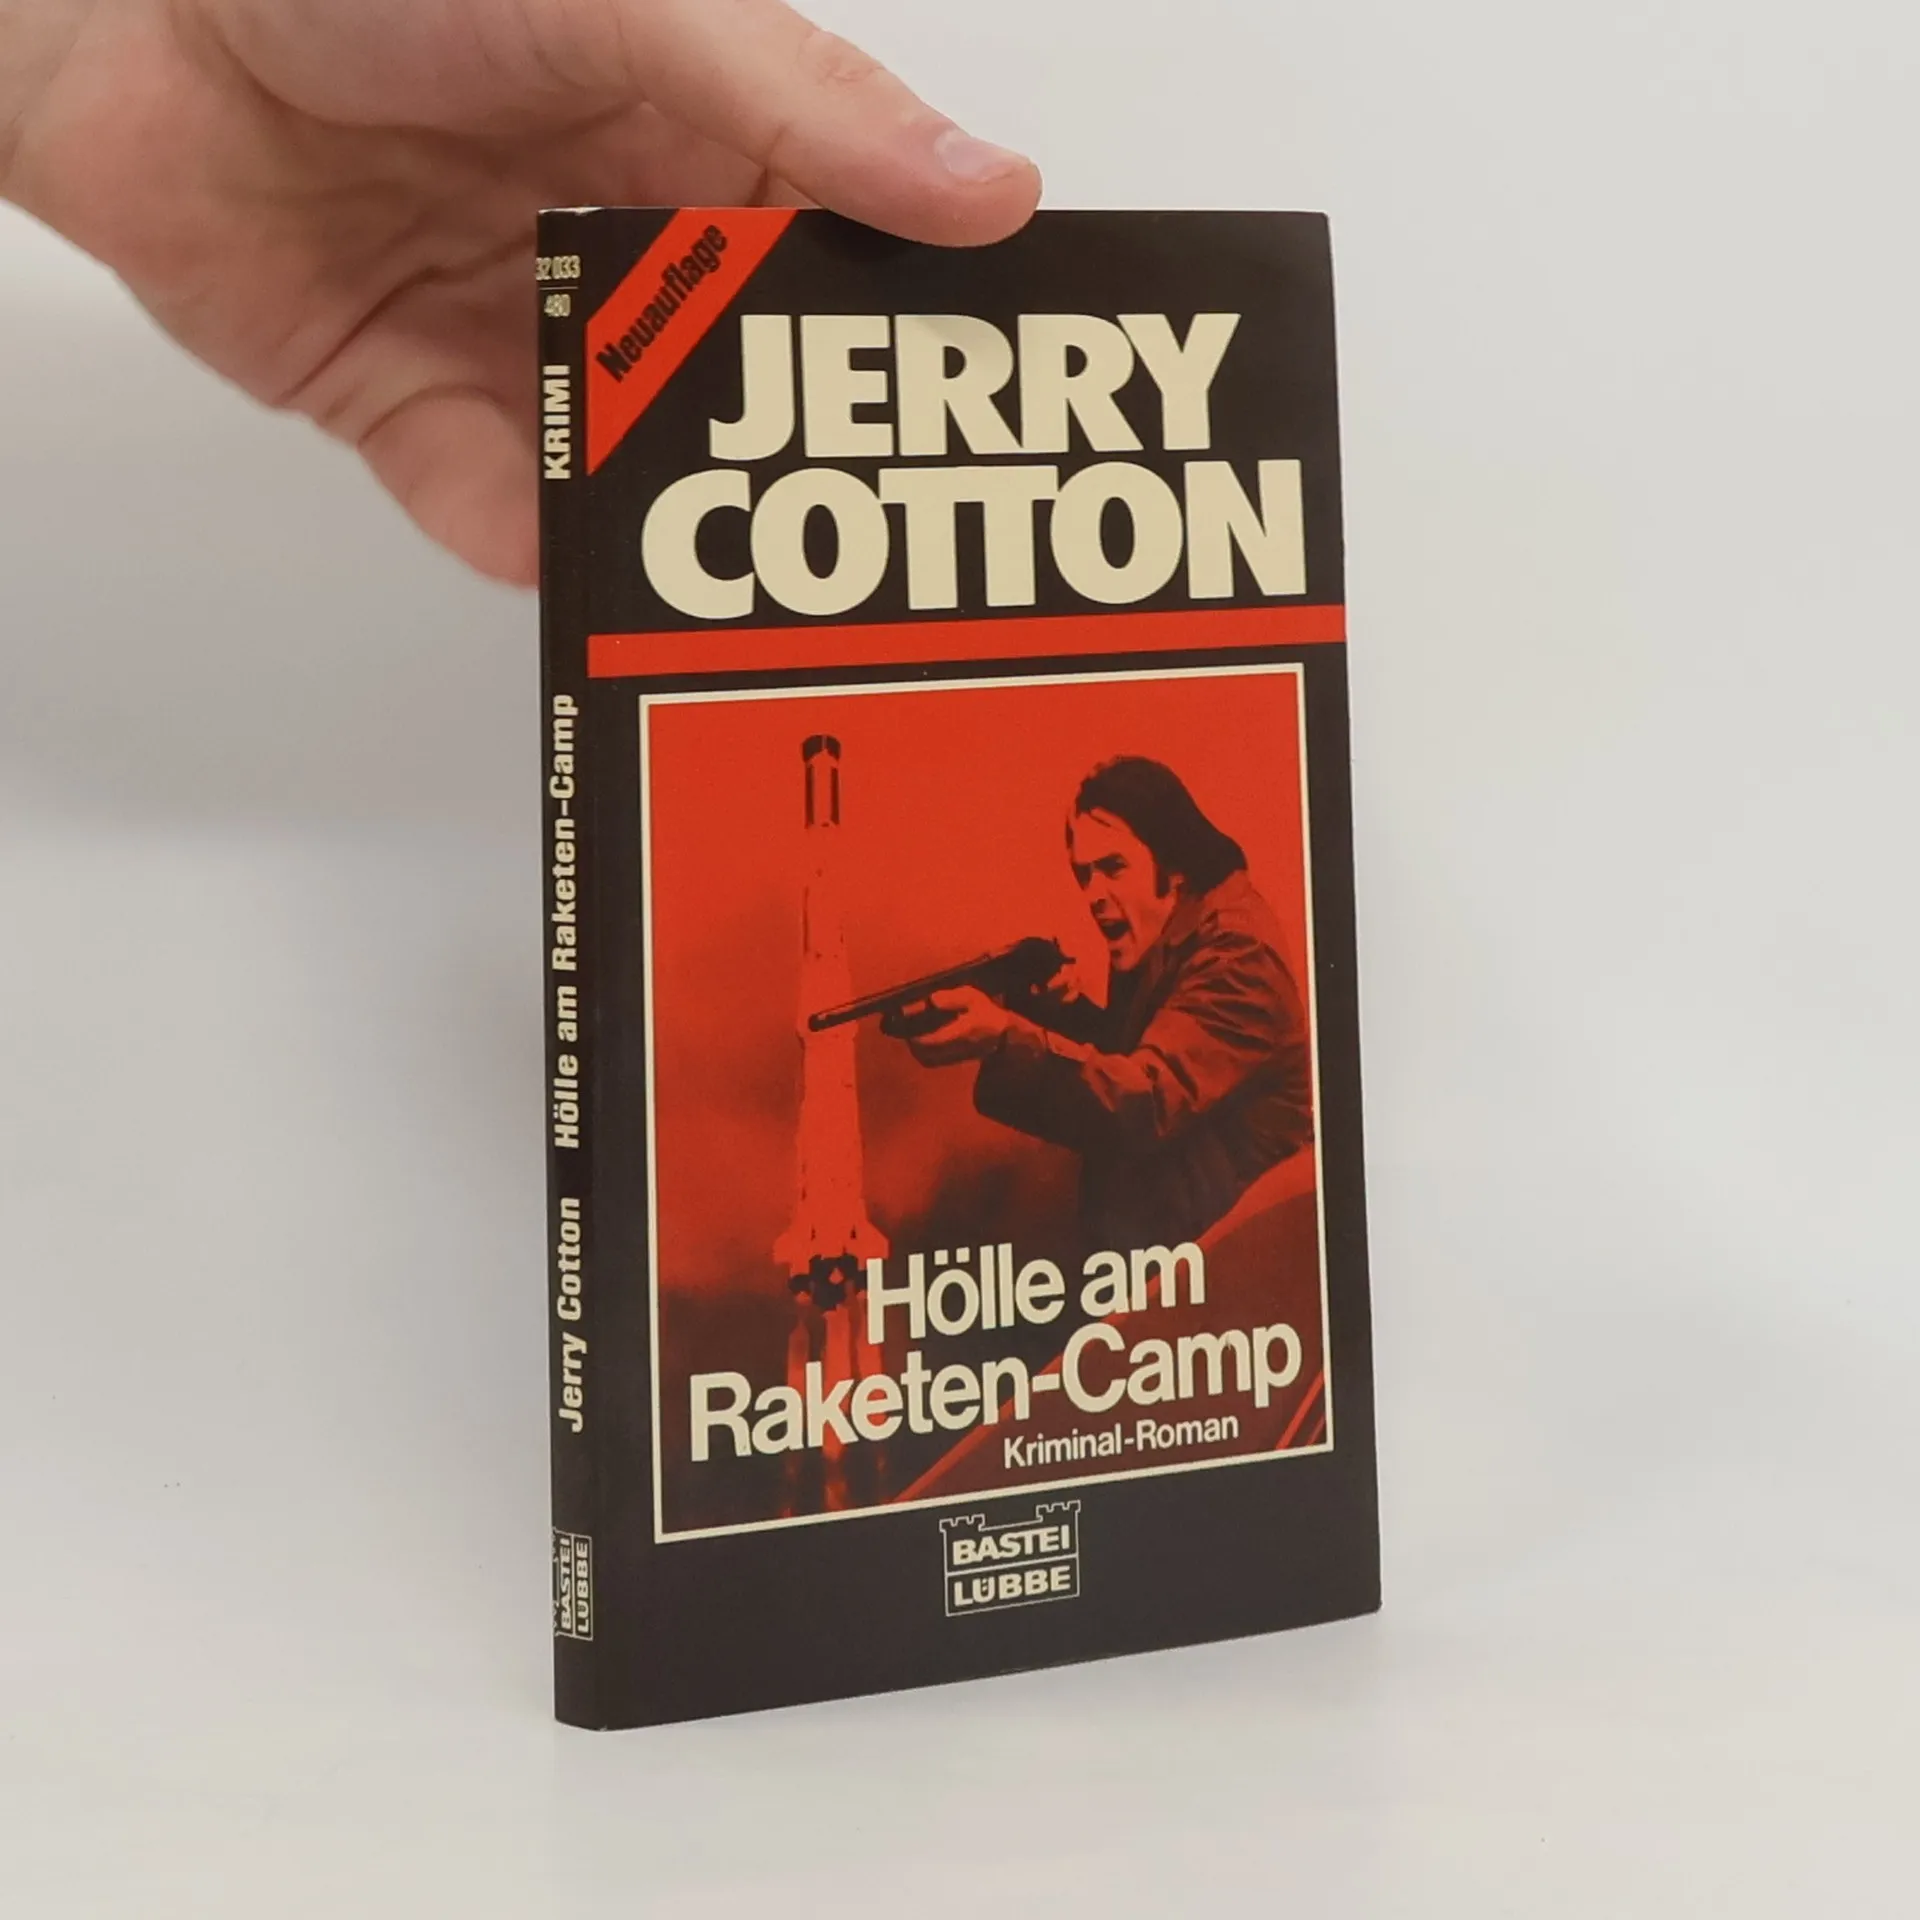 Neuauflage
JERRY
COTTON
Hölle am
Raketen-Camp
Kriminal-Roman
BASTEI
LÜBBE
32 033
480
KRIMI
Jerry Cotton Hölle am Raketen-Camp
BASTEI
LÜBBE